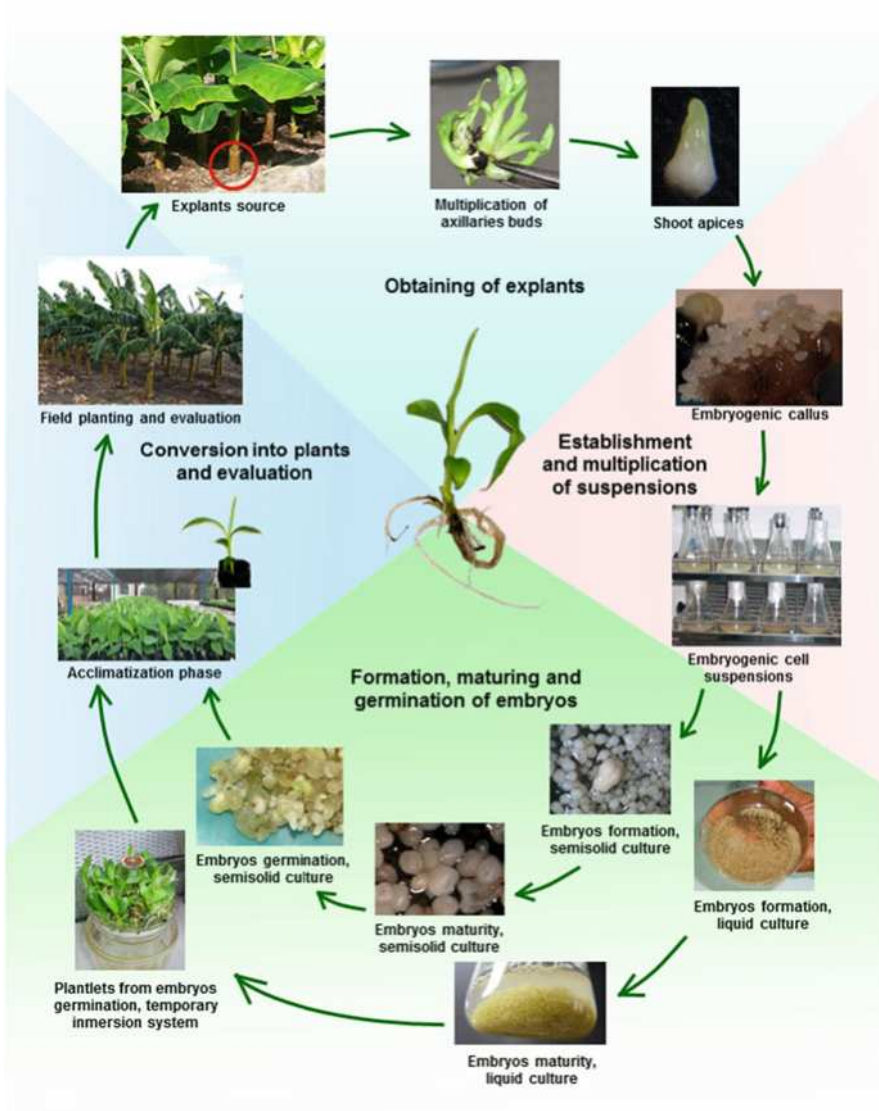 Explants source
Multiplication of
axillaries buds
Shoot apices
Obtaining of explants
Embryogenic callus
Field planting and evaluation
Conversion into plants
and evaluation
Establishment
and multiplication
of suspensions
Embryogenic cell
suspensions
Acclimatization phase
Formation, maturing and
germination of embryos
Embryos formation,
semisolid culture
Embryos germination,
semisolid culture
Embryos maturity,
semisolid culture
Embryos formation,
liquid culture
Plantlets from embryos
germination, temporary
inmersion system
Embryos maturity,
liquid culture